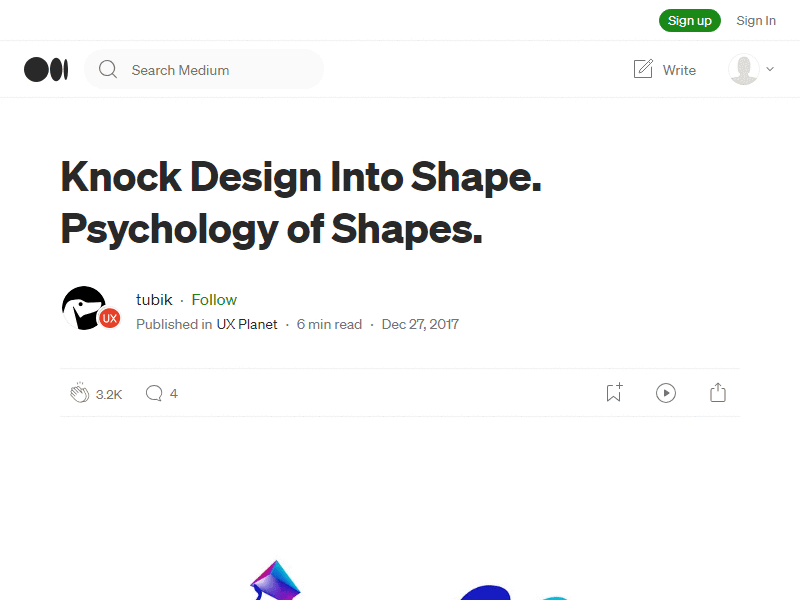 Sign up Sign In
Search Medium Write
Knock Design Into Shape.
Psychology of Shapes.
tubik · Follow
UX
Published in UX Planet · 6 min read · Dec 27, 2017
3.2K 4